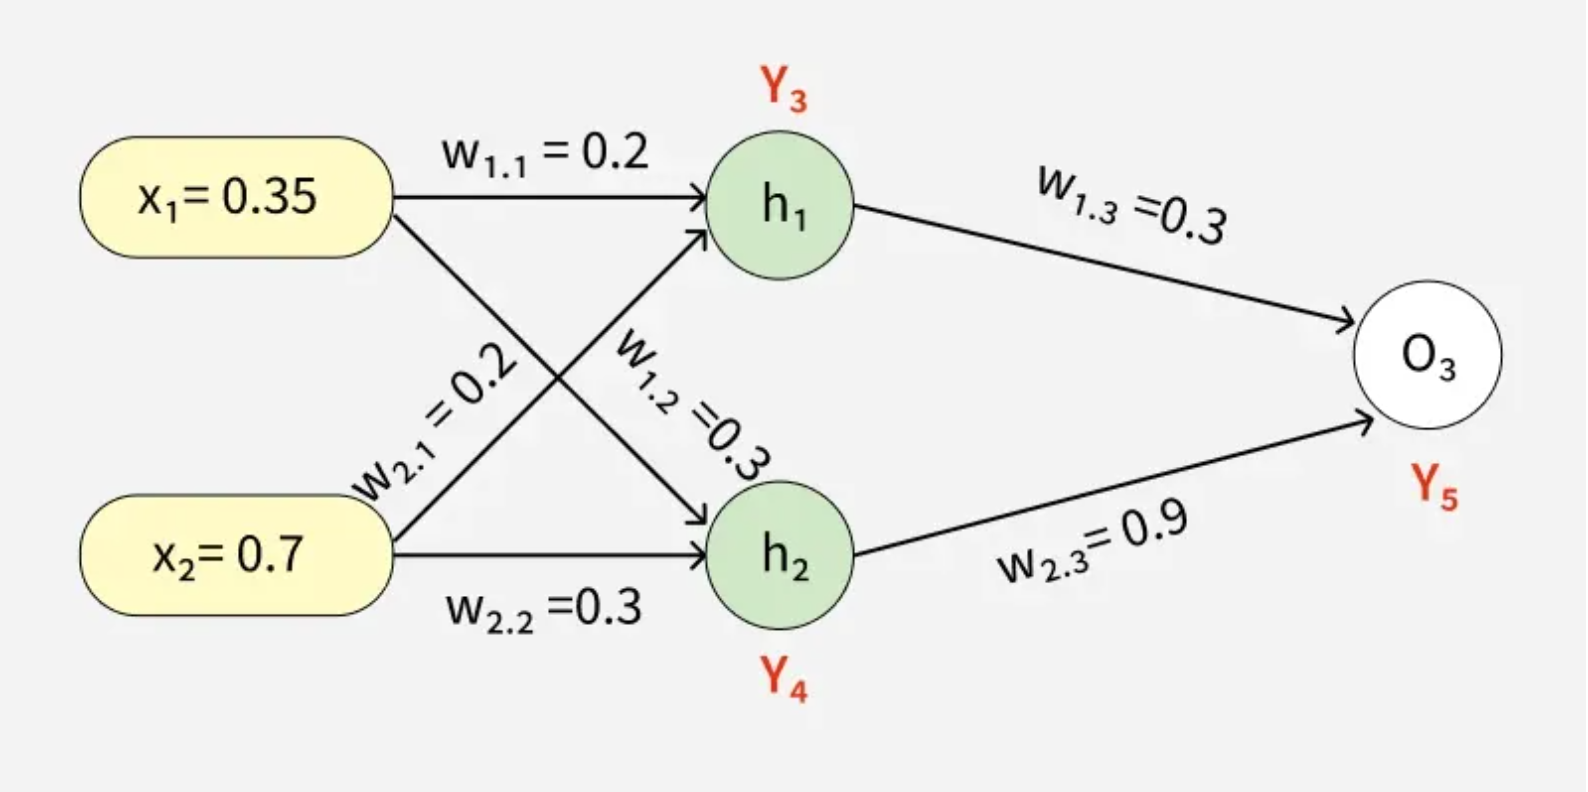 Y₃
w₁.₁ = 0.2
x₁= 0.35
h₁
w₁.₃ =0.3
w₂.₁ = 0.2
w₁.₂ =0.3
O₃
Y₅
x₂= 0.7
h₂
w₂.₃= 0.9
w₂.₂ =0.3
Y₄